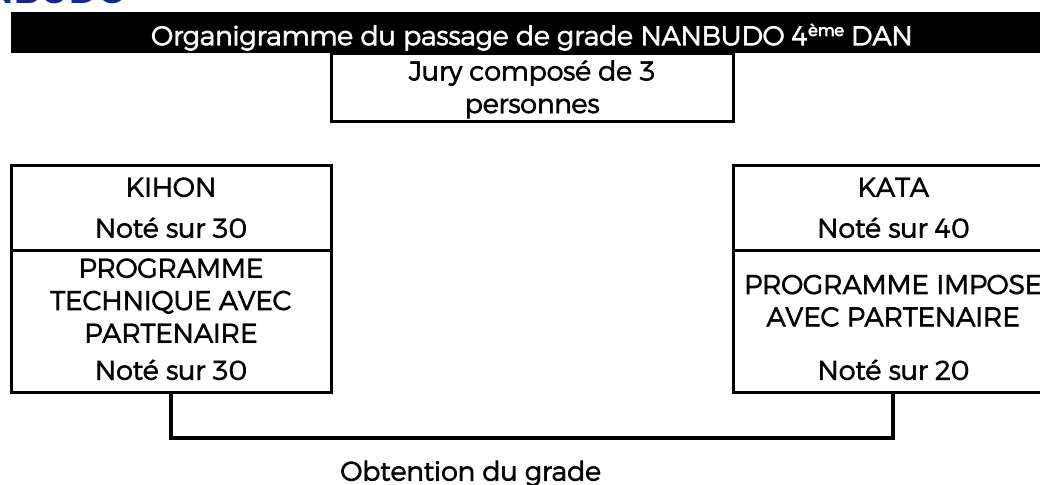 NBUDO
Organigramme du passage de grade NANBUDO 4ème DAN
Jury composé de 3
personnes
KIHON
Noté sur 30
PROGRAMME
TECHNIQUE AVEC
PARTENAIRE
Noté sur 30
KATA
Noté sur 40
PROGRAMME IMPOSE
AVEC PARTENAIRE
Noté sur 20
Obtention du grade